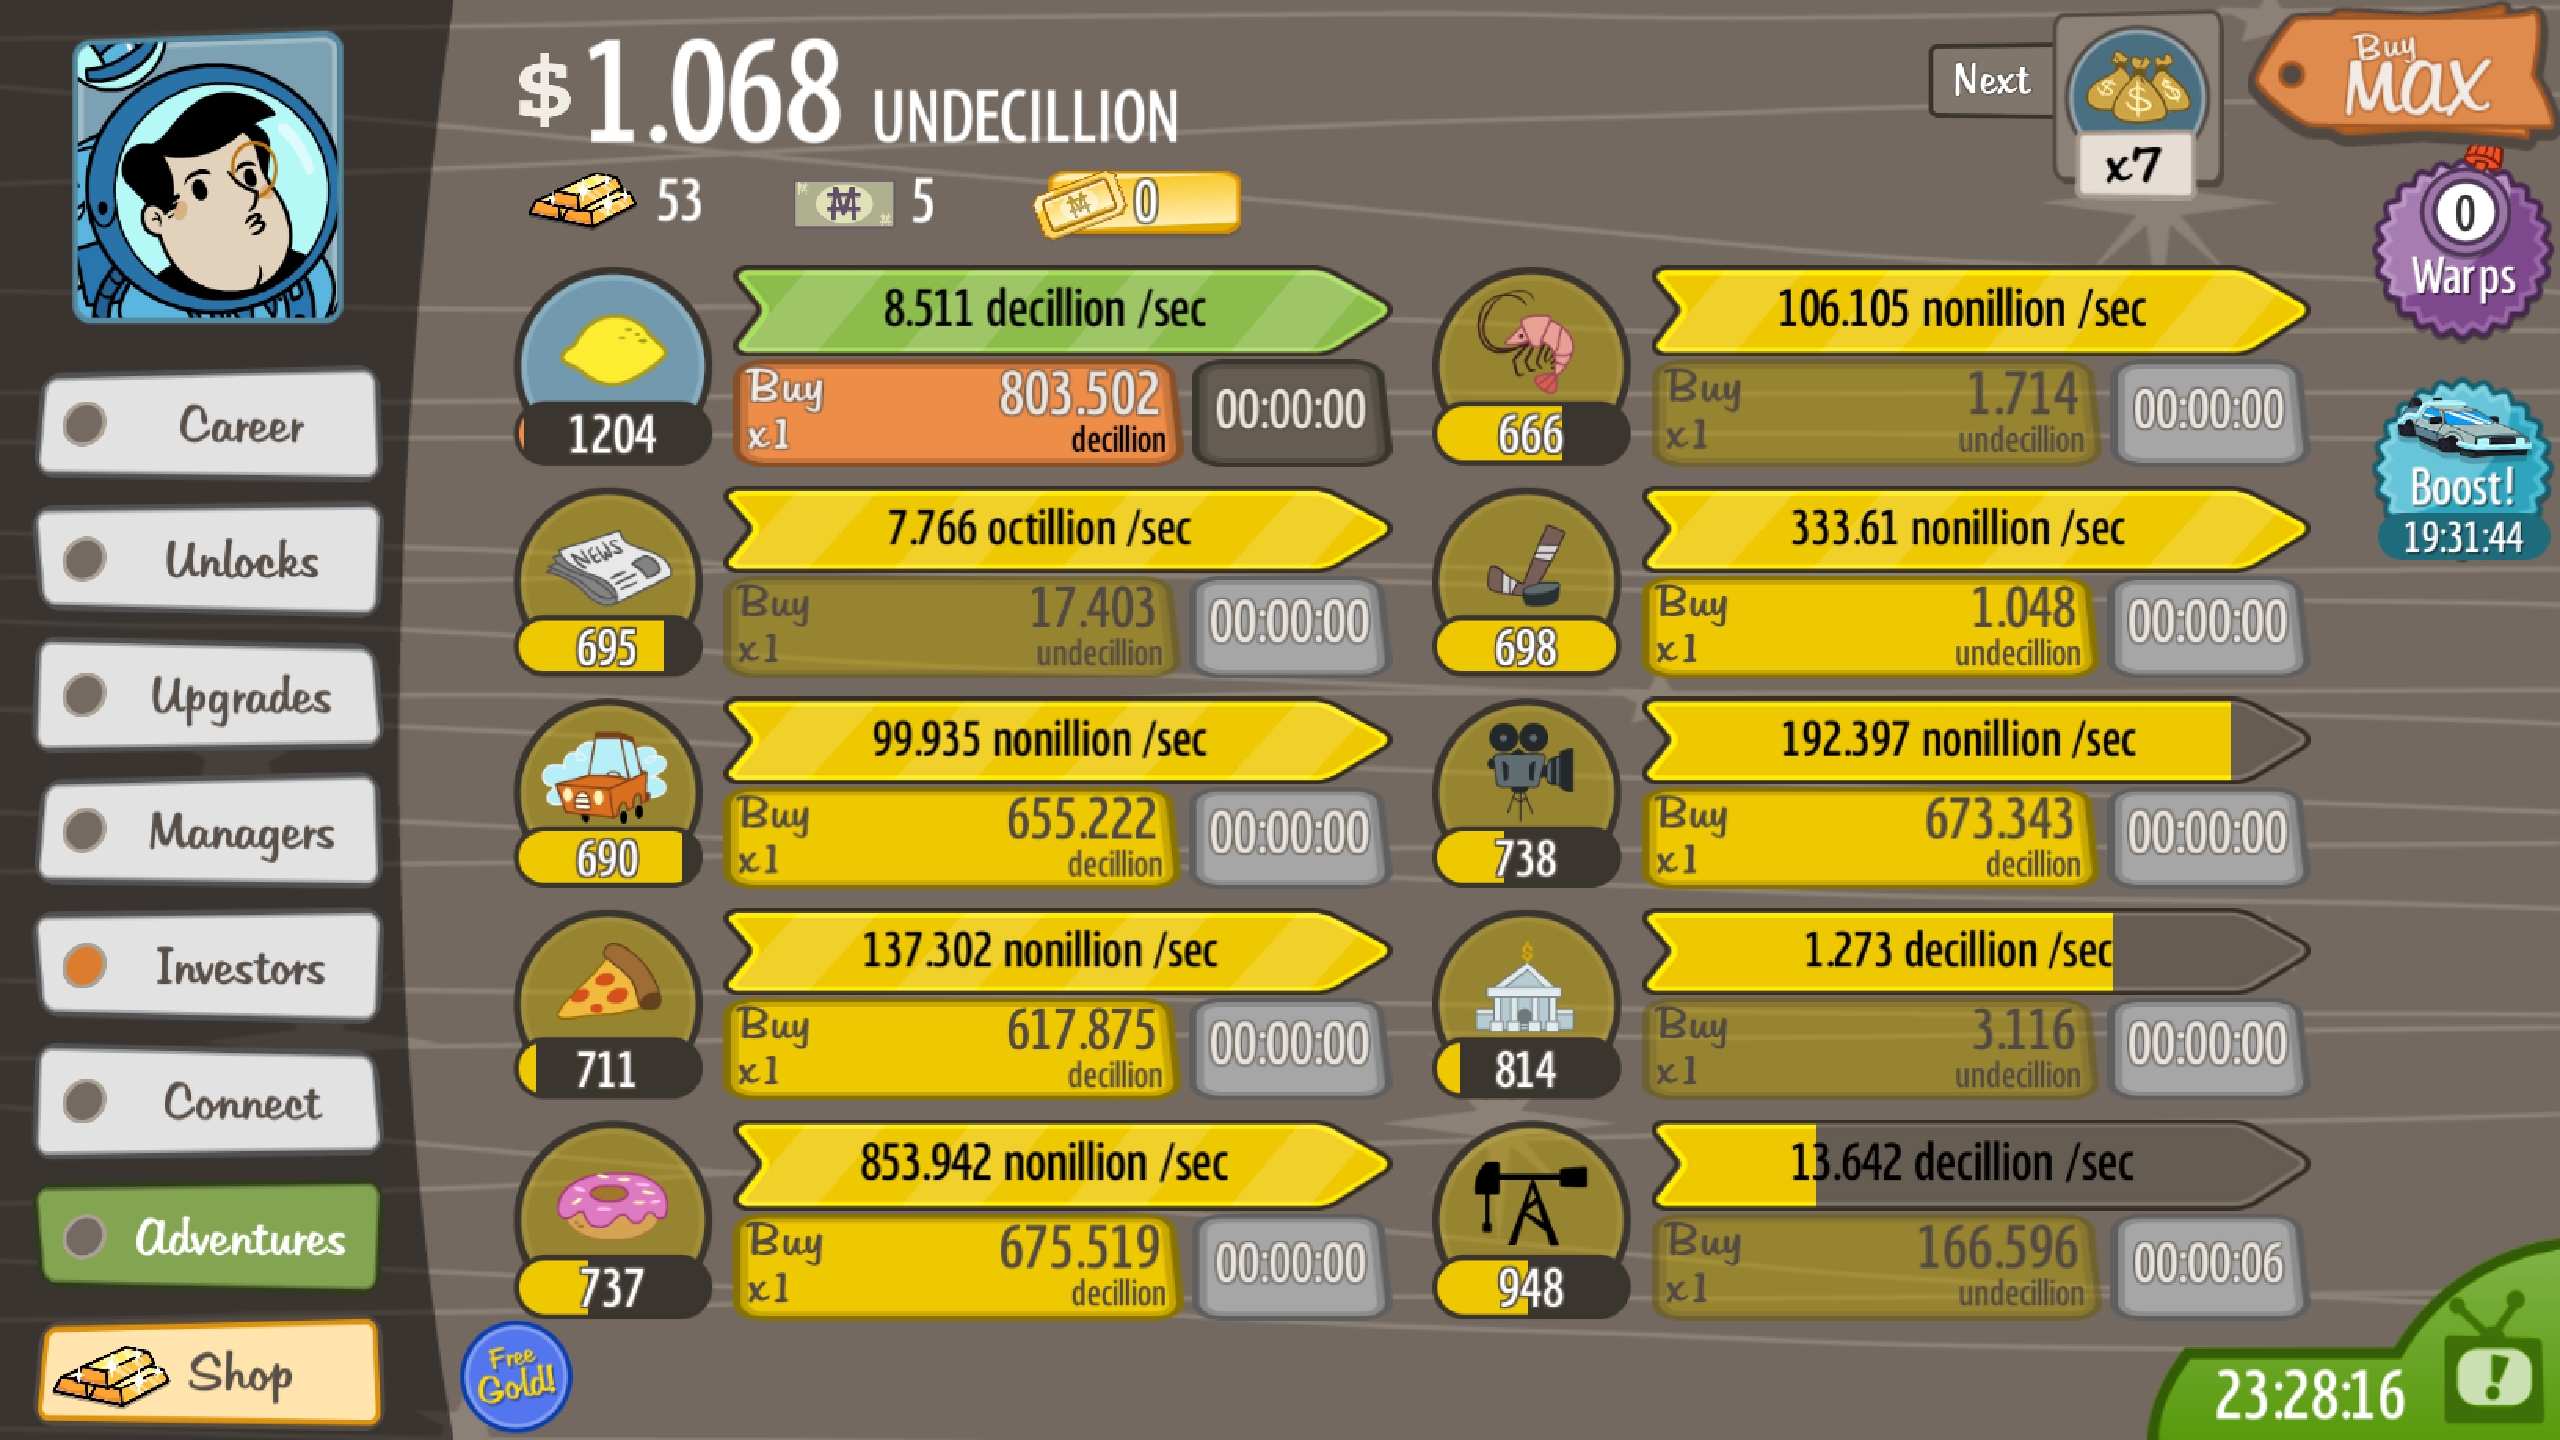 $1.068 UNDECILLION
Next
x7
Buy
MAX
53
5
0
0
Warps
Boost!
19:31:44
Career
Unlocks
Upgrades
Managers
Investors
Connect
Adventures
Shop
8.511 decillion /sec
1204
Buy
x1
803.502
decillion
00:00:00
106.105 nonillion /sec
666
Buy
x1
1.714
undecillion
00:00:00
NEWS
7.766 octillion /sec
695
Buy
x1
17.403
undecillion
00:00:00
333.61 nonillion /sec
698
Buy
x1
1.048
undecillion
00:00:00
99.935 nonillion /sec
690
Buy
x1
655.222
decillion
00:00:00
192.397 nonillion /sec
738
Buy
x1
673.343
decillion
00:00:00
137.302 nonillion /sec
711
Buy
x1
617.875
decillion
00:00:00
1.273 decillion /sec
814
Buy
x1
3.116
undecillion
00:00:00
853.942 nonillion /sec
737
Buy
x1
675.519
decillion
00:00:00
13.642 decillion /sec
948
Buy
x1
166.596
undecillion
00:00:06
Free
Gold!
23:28:16